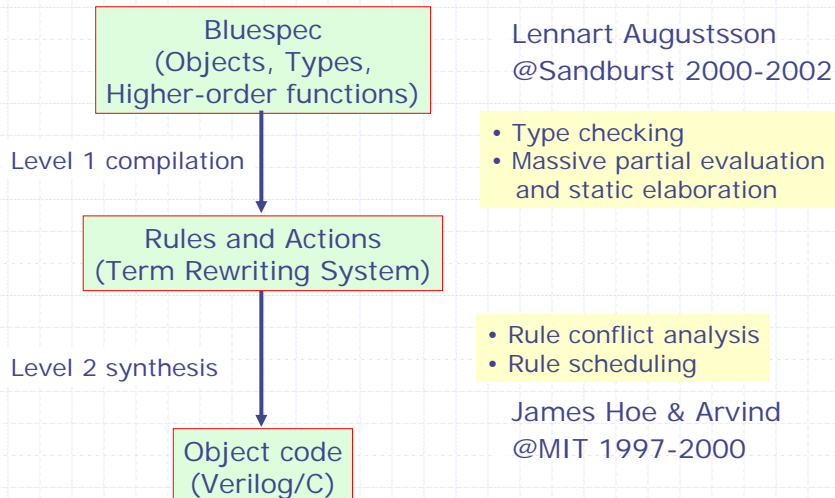 Bluespec
(Objects, Types,
Higher-order functions)
Lennart Augustsson
@Sandburst 2000-2002
Level 1 compilation
• Type checking
• Massive partial evaluation
and static elaboration
Rules and Actions
(Term Rewriting System)
Level 2 synthesis
• Rule conflict analysis
• Rule scheduling
James Hoe & Arvind
@MIT 1997-2000
Object code
(Verilog/C)